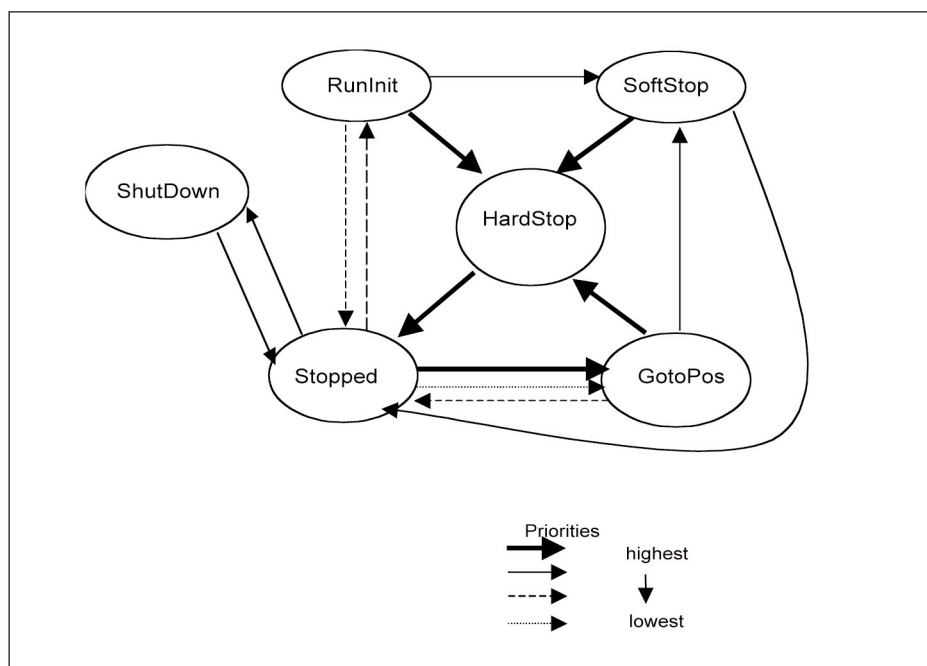 RunInit
SoftStop
ShutDown
HardStop
Stopped
GotoPos
Priorities
highest
lowest